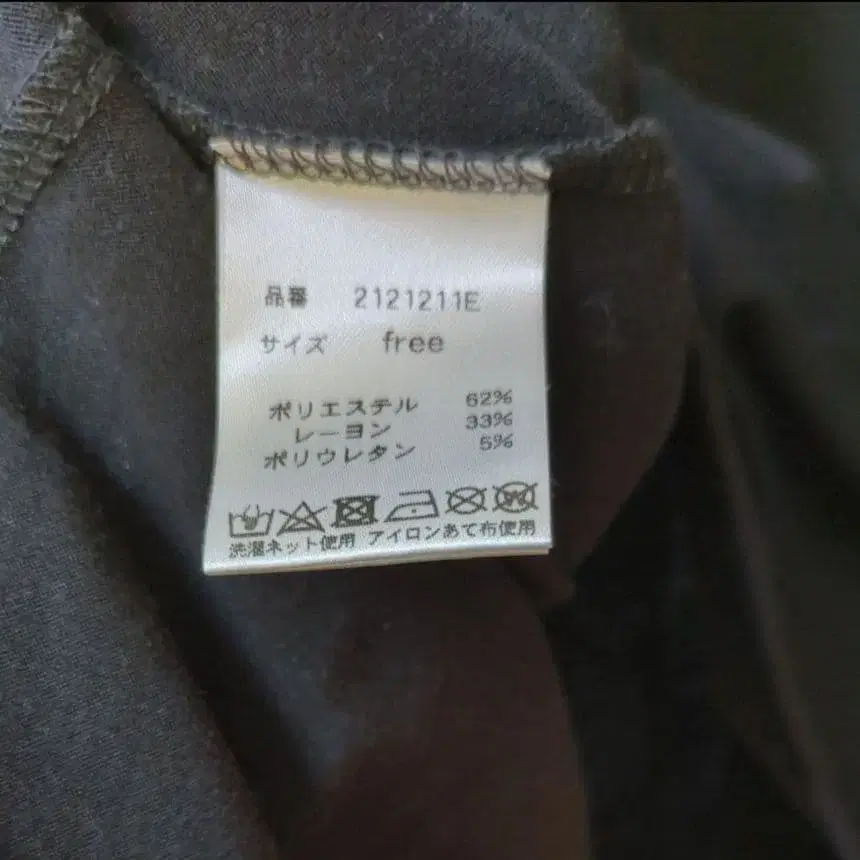 品番 2121211E
サイズ free
ポリエステル 62%
レーヨン 33%
ポリウレタン 5%
洗濯ネット使用 アイロンあて布使用